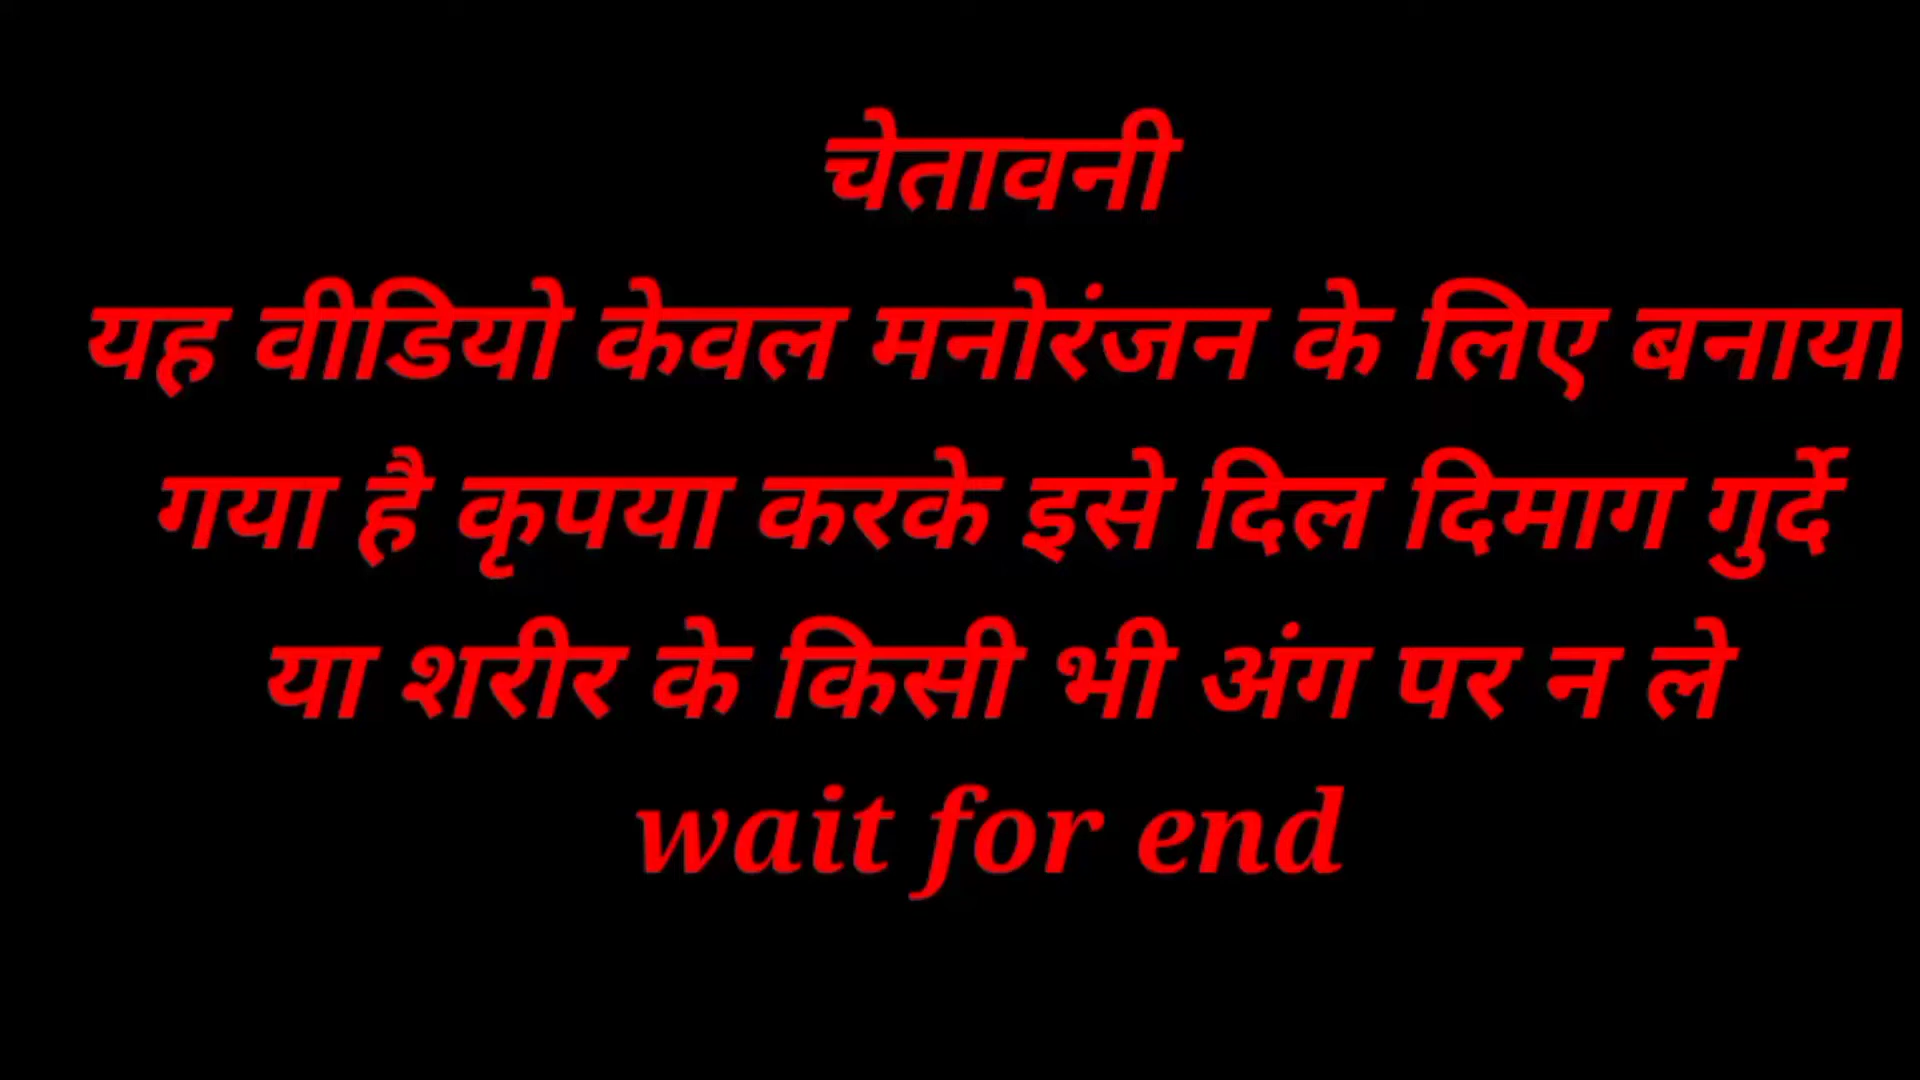 चेतावनी
यह वीडियो केवल मनोरंजन के लिए बनाया
गया है कृपया करके इसे दिल दिमाग गुर्दे
या शरीर के किसी भी अंग पर न ले
wait for end